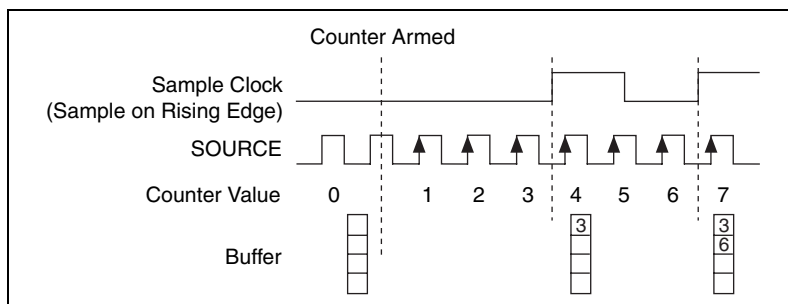 Counter Armed
Sample Clock
(Sample on Rising Edge)
SOURCE
Counter Value 0 1 2 3 4 5 6 7
Buffer 3 3
6